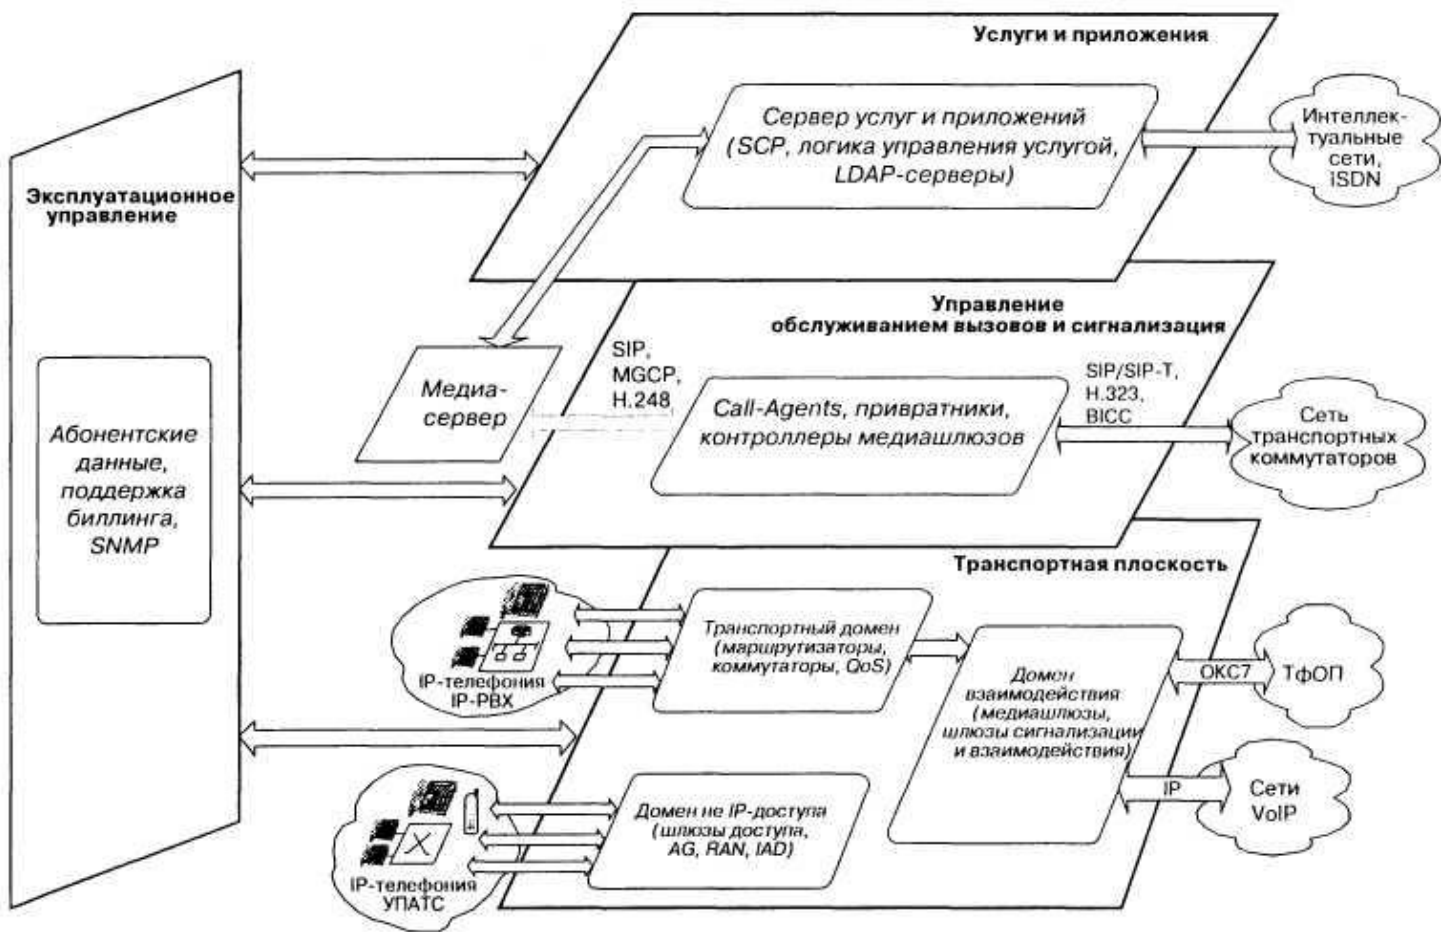 Услуги и приложения
Сервер услуг и приложений
(SCP, логика управления услугой,
LDAP-серверы)
Интеллек-
туальные
сети,
iSDN
Эксплуатационное
управление
Абонентские
данные,
поддержка
биллинга,
SNMP
Управление
обслуживанием вызовов и сигнализация
Медиа-
сервер
SIP,
MGCP,
H.248
Call-Agents, привратники,
контроллеры медиашлюзов
SIP/SIP-T,
H.323,
BICC
Сеть
транспортных
коммутаторов
Транспортная плоскость
IP-телефония
IP-PBX
Транспортный домен
(маршрутизаторы,
коммутаторы, QoS)
Домен
взаимодействия
(медиашлюзы,
шлюзы сигнализации
и взаимодействия)
ОКС7
ТфОП
IP
Сети
VoIP
Домен не IP-доступа
(шлюзы доступа,
AG, RAN, IAD)
IP-телефония
УПАТС